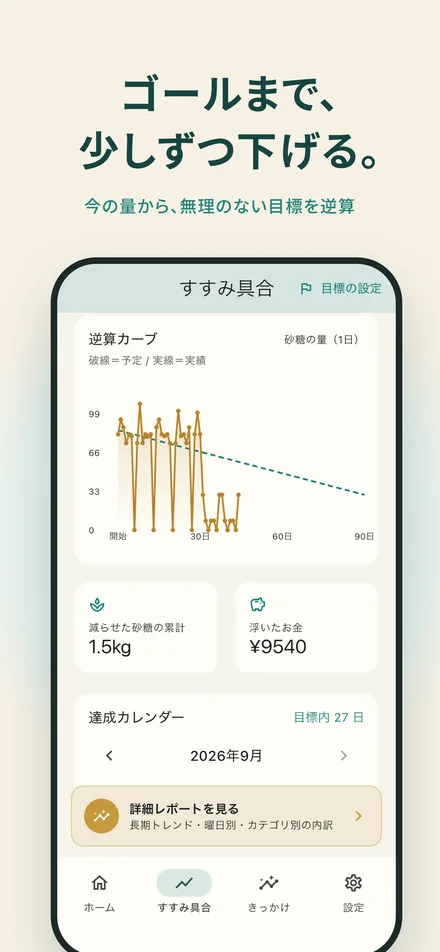 ゴールまで、
少しずつ下げる。
今の量から、無理のない目標を逆算
すすみ具合
目標の設定
逆算カーブ
砂糖の量（1日）
破線＝予定 / 実線＝実績
99
66
33
0
開始
30日
60日
90日
減らせた砂糖の累計
1.5kg
浮いたお金
¥9540
達成カレンダー
目標内 27 日
2026年9月
詳細レポートを見る
長期トレンド・曜日別・カテゴリ別の内訳
ホーム
すすみ具合
きっかけ
設定